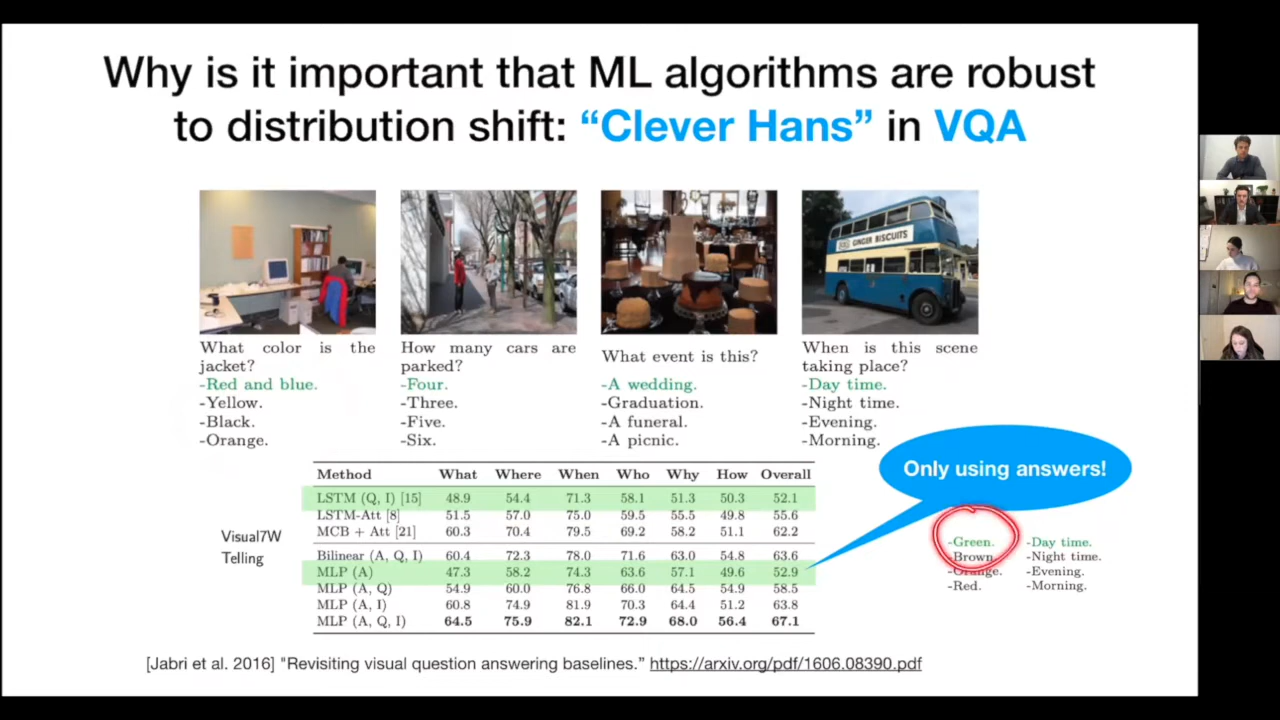 Why is it important that ML algorithms are robust
to distribution shift: “Clever Hans” in VQA
GINGER BISCUITS
What color is the
jacket?
-Red and blue.
-Yellow.
-Black.
-Orange.
How many cars are
parked?
-Four.
-Three.
-Five.
-Six.
What event is this?
-A wedding.
-Graduation.
-A funeral.
-A picnic.
When is this scene
taking place?
-Day time.
-Night time.
-Evening.
-Morning.
Only using answers!
Method What Where When Who Why How Overall
LSTM (Q, I) [15] 48.9 54.4 71.3 58.1 51.3 50.3 52.1
LSTM-Att [8] 51.5 57.0 75.0 59.5 55.5 49.8 55.6
MCB + Att [21] 60.3 70.4 79.5 69.2 58.2 51.1 62.2
Bilinear (A, Q, I) 60.4 72.3 78.0 71.6 63.0 54.8 63.6
MLP (A) 47.3 58.2 74.3 63.6 57.1 49.6 52.9
MLP (A, Q) 54.9 60.0 76.8 66.0 64.5 54.9 58.5
MLP (A, I) 60.8 74.9 81.9 70.3 64.4 51.2 63.8
MLP (A, Q, I) 64.5 75.9 82.1 72.9 68.0 56.4 67.1
Visual7W
Telling
-Green.
-Brown.
-Orange.
-Red.
-Day time.
-Night time.
-Evening.
-Morning.
[Jabri et al. 2016] "Revisiting visual question answering baselines.” https://arxiv.org/pdf/1606.08390.pdf